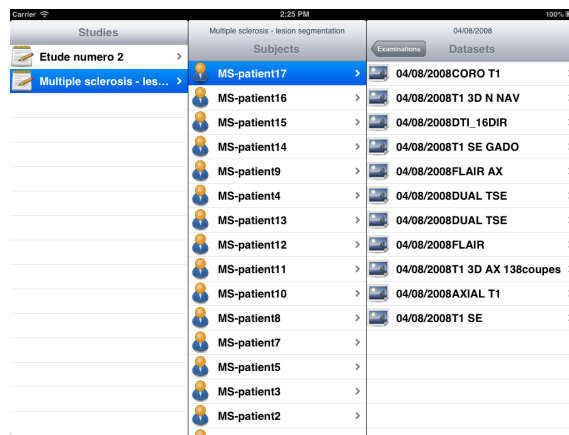 Carrier 2:25 PM 100%
Studies
Etude numero 2
Multiple sclerosis - les...
Multiple sclerosis - lesion segmentation
Subjects
MS-patient17
MS-patient16
MS-patient15
MS-patient14
MS-patient9
MS-patient4
MS-patient13
MS-patient12
MS-patient11
MS-patient10
MS-patient8
MS-patient7
MS-patient5
MS-patient3
MS-patient2
04/08/2008
Examinations Datasets
04/08/2008CORO T1
04/08/2008T1 3D N NAV
04/08/2008DTI_16DIR
04/08/2008T1 SE GADO
04/08/2008FLAIR AX
04/08/2008DUAL TSE
04/08/2008DUAL TSE
04/08/2008FLAIR
04/08/2008T1 3D AX 138coupes
04/08/2008AXIAL T1
04/08/2008T1 SE